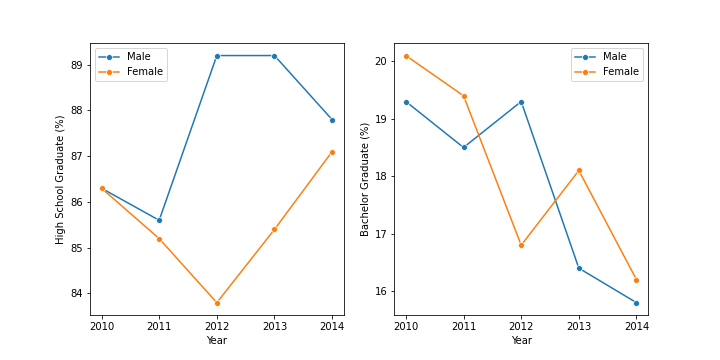 High School Graduate (%)
89
88
87
86
85
84
Male
Female
2010 2011 2012 2013 2014
Year
Bachelor Graduate (%)
20
19
18
17
16
Male
Female
2010 2011 2012 2013 2014
Year